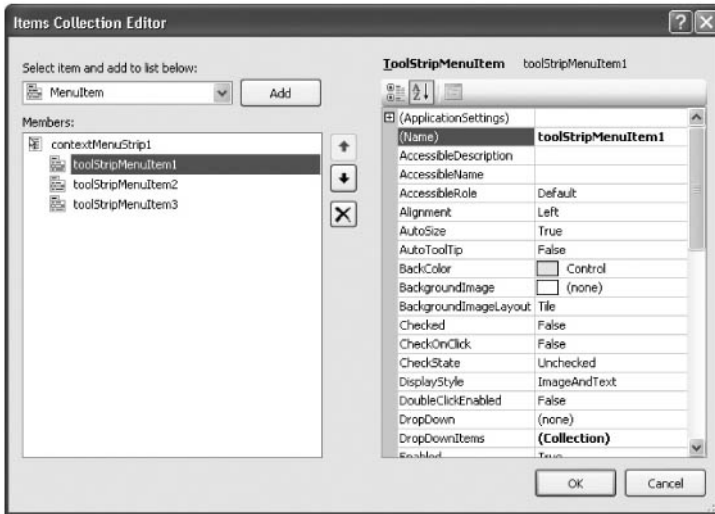 Items Collection Editor
Select item and add to list below:
MenuItem
Add
Members:
contextMenuStrip1
toolStripMenuItem1
toolStripMenuItem2
toolStripMenuItem3
ToolStripMenuItem toolStripMenuItem1
(ApplicationSettings)
(Name) toolStripMenuItem1
AccessibleDescription
AccessibleName
AccessibleRole Default
Alignment Left
AutoSize True
AutoToolTip False
BackColor Control
BackgroundImage (none)
BackgroundImageLayout Tile
Checked False
CheckOnClick False
CheckState Unchecked
DisplayStyle ImageAndText
DoubleClickEnabled False
DropDown (none)
DropDownItems (Collection)
Enabled True
OK
Cancel